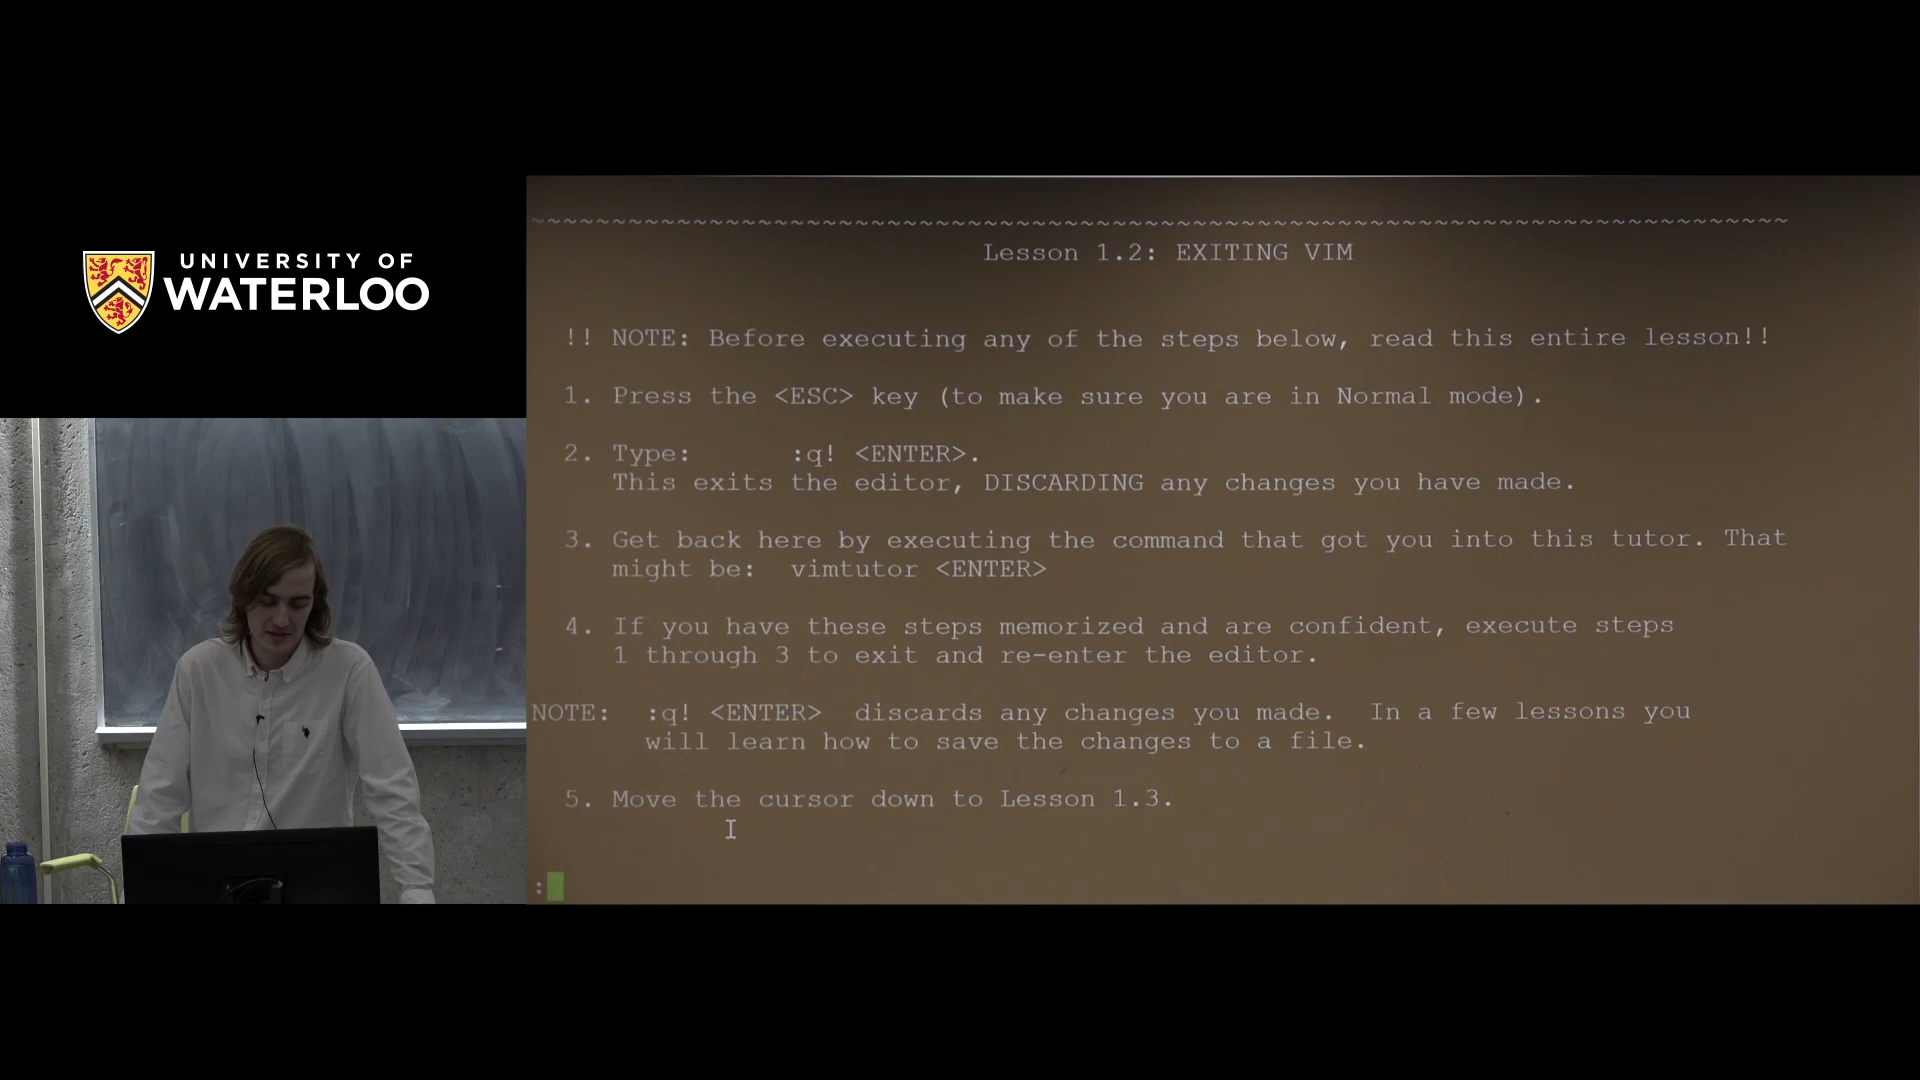 UNIVERSITY OF
WATERLOO
~~~~~~~~~~~~~~~~~~~~~~~~~~~~~~~~~~~~~~~~~~~~~~~~~~~~~~~~~~~~~~~~~~~~~~~~~~~~~~
Lesson 1.2: EXITING VIM
!! NOTE: Before executing any of the steps below, read this entire lesson!!
1. Press the <ESC> key (to make sure you are in Normal mode).
2. Type: :q! <ENTER>.
This exits the editor, DISCARDING any changes you have made.
3. Get back here by executing the command that got you into this tutor. That
might be: vimtutor <ENTER>
4. If you have these steps memorized and are confident, execute steps
1 through 3 to exit and re-enter the editor.
NOTE: :q! <ENTER> discards any changes you made. In a few lessons you
will learn how to save the changes to a file.
5. Move the cursor down to Lesson 1.3.
: